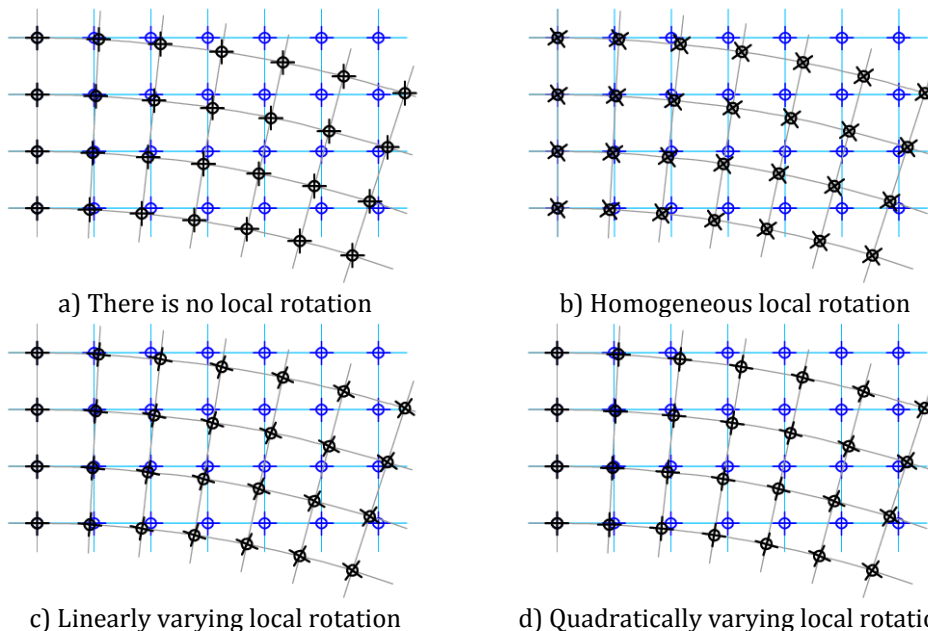 a) There is no local rotation
b) Homogeneous local rotation
c) Linearly varying local rotation
d) Quadratically varying local rotatio